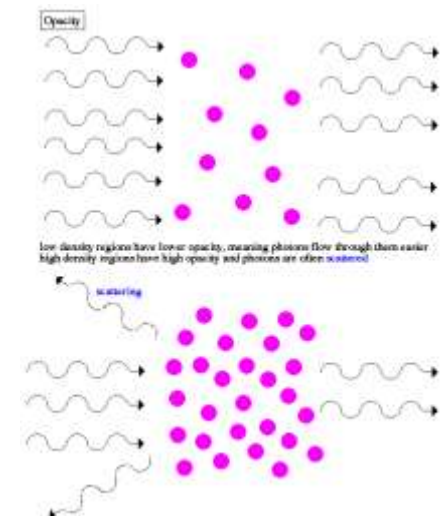 Opacity
low density regions have lower opacity, meaning photons flow through them easier
high density regions have high opacity and photons are often scattered
scattering